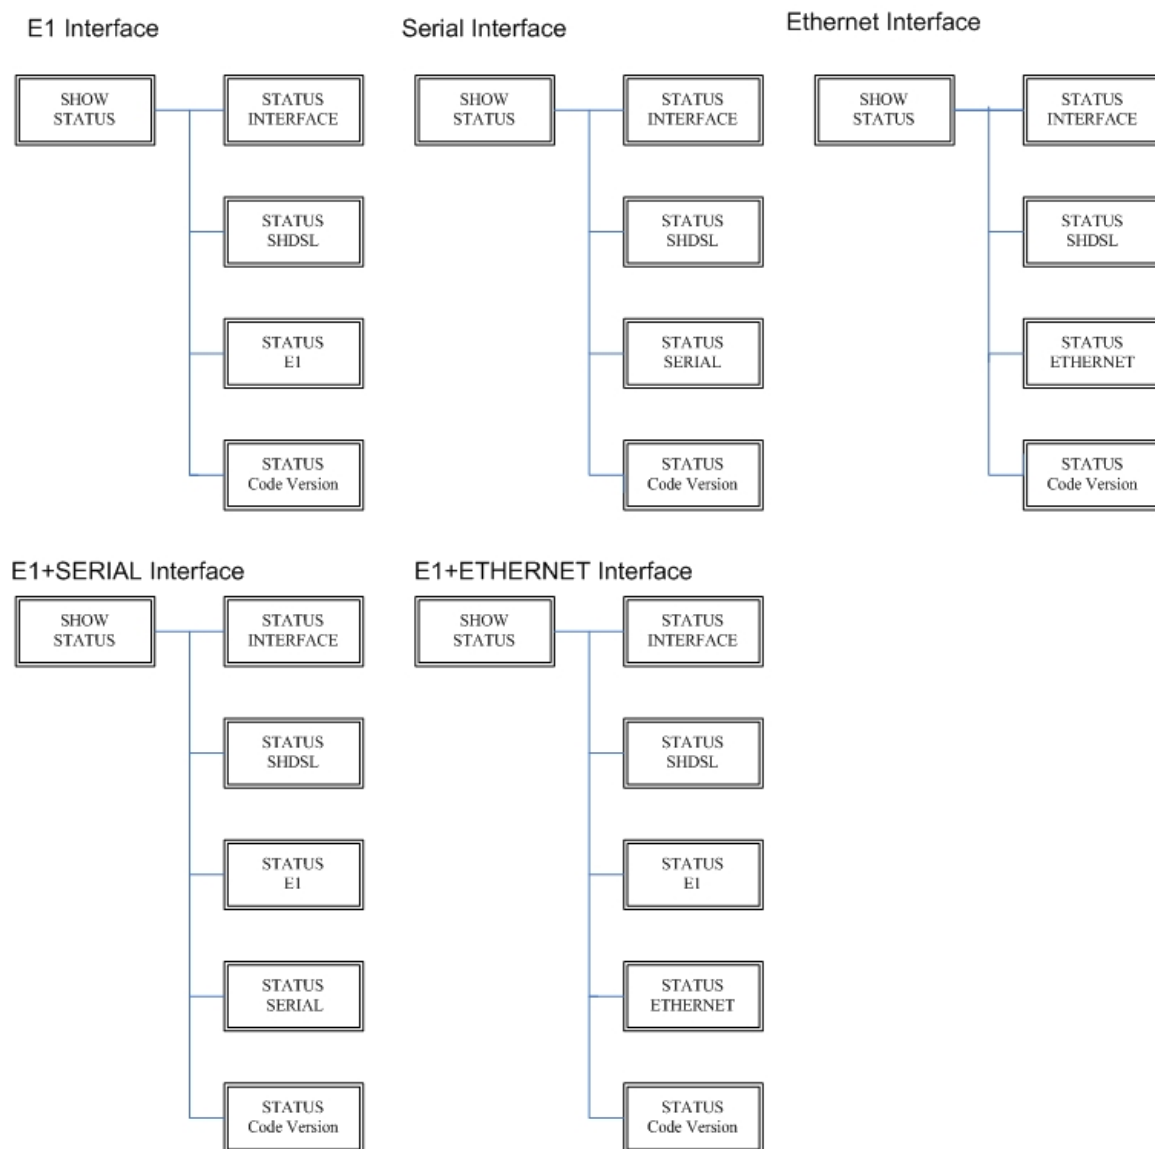 E1 Interface
SHOW
STATUS
STATUS
INTERFACE
STATUS
SHDSL
STATUS
E1
STATUS
Code Version
Serial Interface
SHOW
STATUS
STATUS
INTERFACE
STATUS
SHDSL
STATUS
SERIAL
STATUS
Code Version
Ethernet Interface
SHOW
STATUS
STATUS
INTERFACE
STATUS
SHDSL
STATUS
ETHERNET
STATUS
Code Version
E1+SERIAL Interface
SHOW
STATUS
STATUS
INTERFACE
STATUS
SHDSL
STATUS
E1
STATUS
SERIAL
STATUS
Code Version
E1+ETHERNET Interface
SHOW
STATUS
STATUS
INTERFACE
STATUS
SHDSL
STATUS
E1
STATUS
ETHERNET
STATUS
Code Version